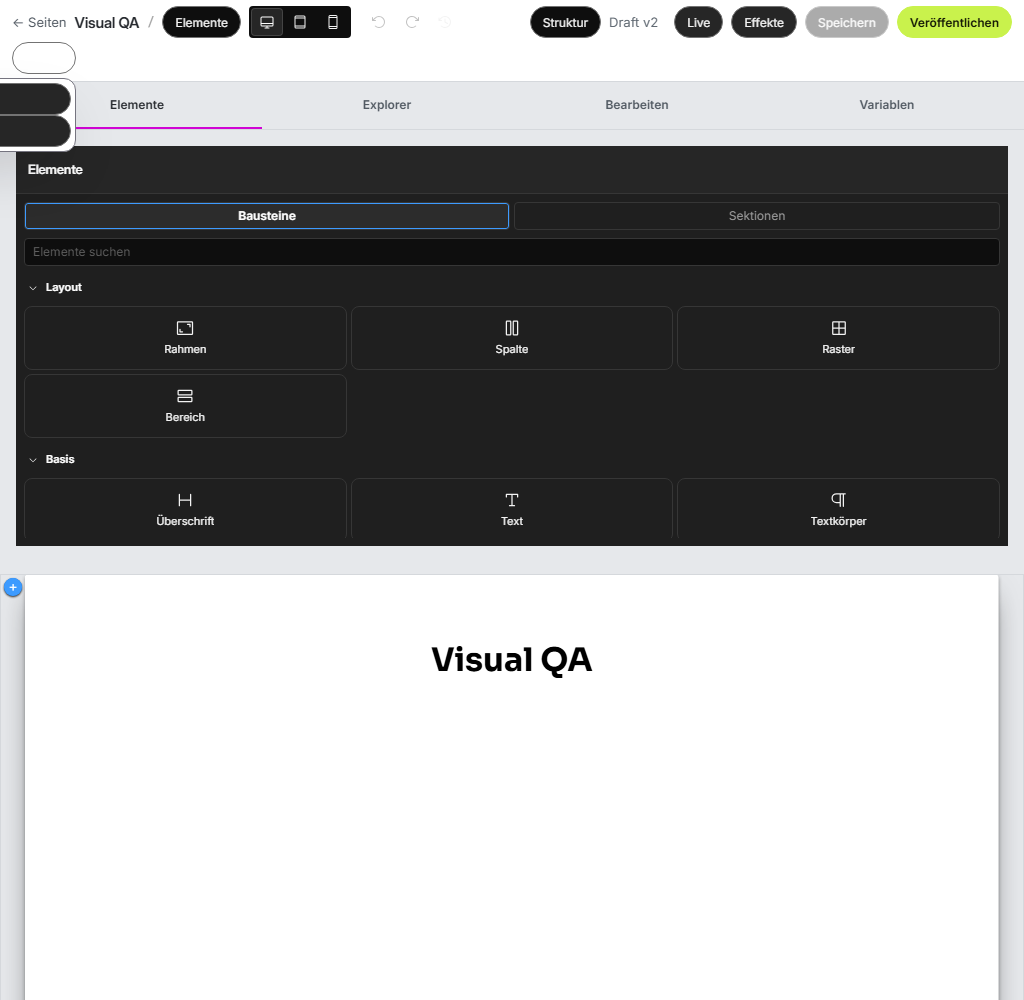 ← Seiten Visual QA / Elemente Struktur Draft v2 Live Effekte Speichern Veröffentlichen
Elemente Explorer Bearbeiten Variablen
Elemente
Bausteine Sektionen
Elemente suchen
Layout
Rahmen Spalte Raster
Bereich
Basis
Überschrift Text Textkörper
+
Visual QA